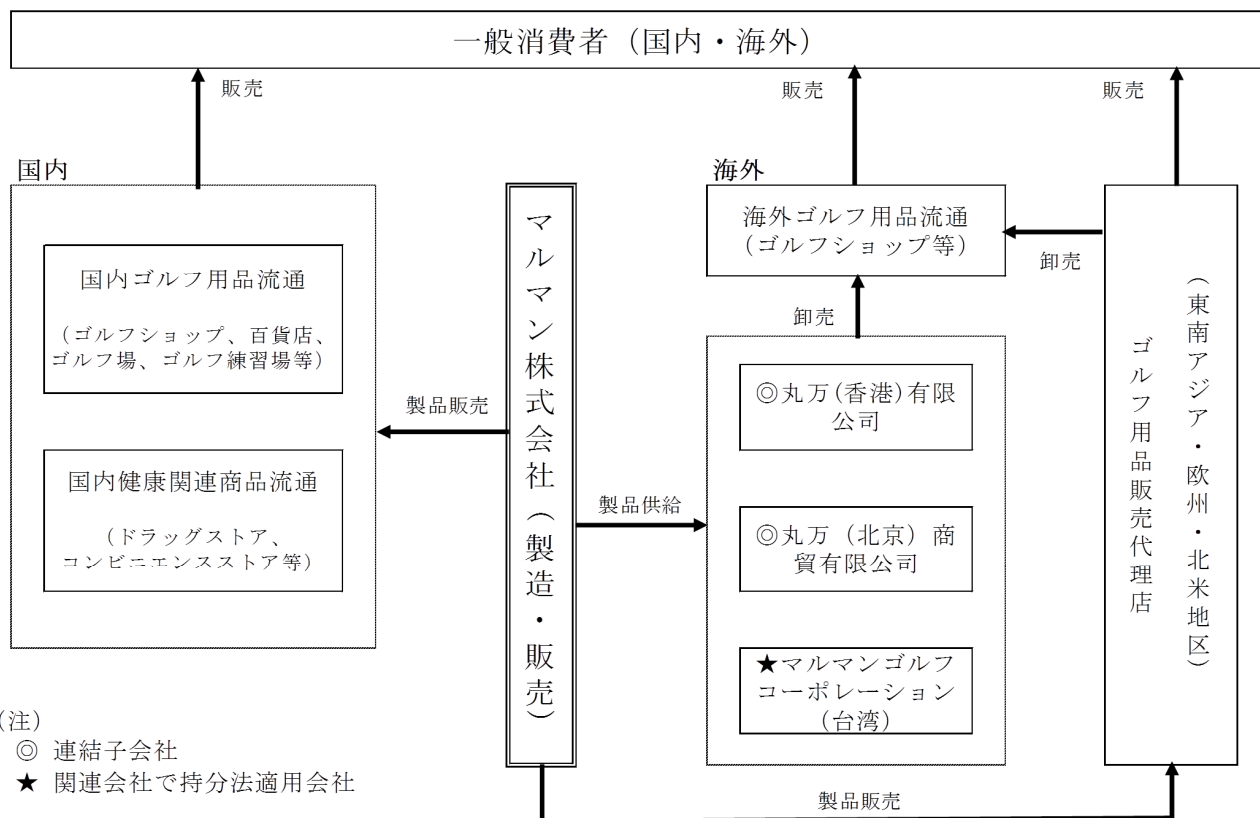 一般消費者（国内・海外）
販売
販売
販売
国内
国内ゴルフ用品流通
（ゴルフショップ、百貨店、
ゴルフ場、ゴルフ練習場等）
国内健康関連商品流通
（ドラッグストア、
コンビニエンスストア等）
製品販売
マルマン株式会社（製造・販売）
製品供給
海外
海外ゴルフ用品流通
（ゴルフショップ等）
卸売
卸売
◎丸万(香港)有限
公司
◎丸万（北京）商
貿有限公司
★マルマンゴルフ
コーポレーション
(台湾)
（東南アジア・欧州・北米地区）
ゴルフ用品販売代理店
製品販売
(注)
◎ 連結子会社
★ 関連会社で持分法適用会社